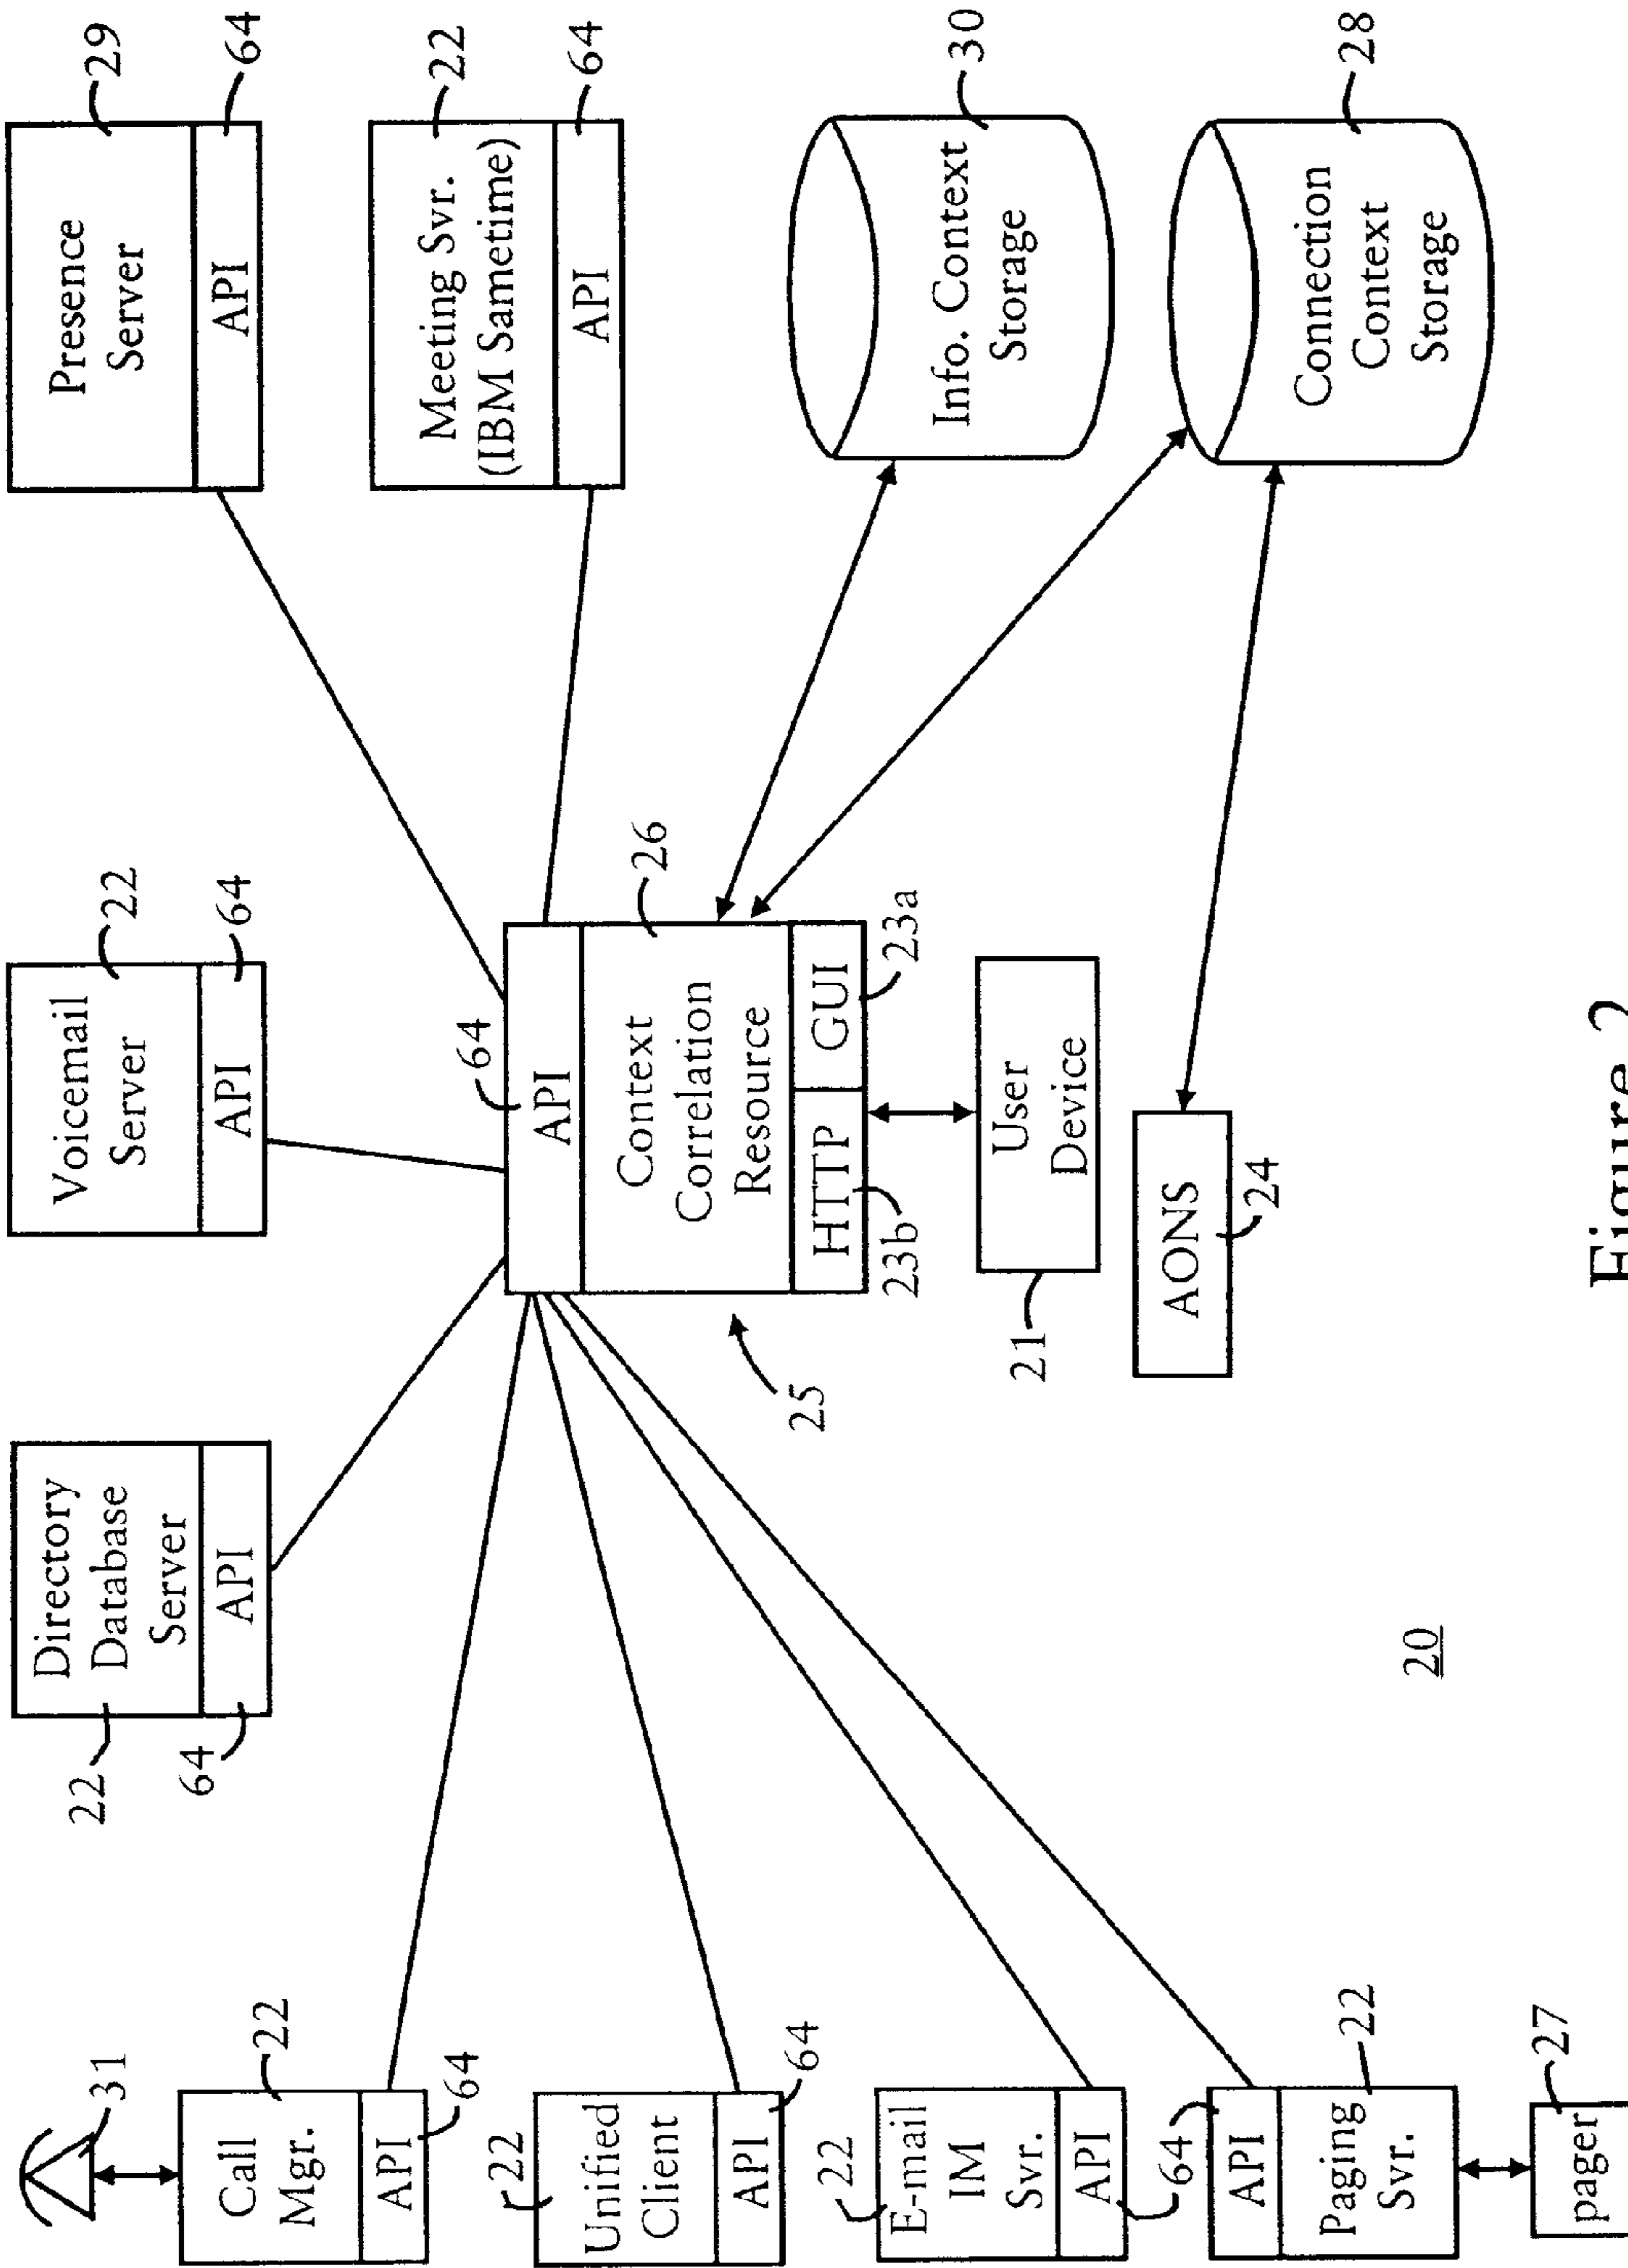 31
Call
Mgr.
API
22
64
Unified
Client
API
22
64
E-mail
IM
Svr.
API
22
64
API
Paging
Svr.
22
pager
27
Directory
Database
Server
API
22
64
Voicemail
Server
API
22
64
Presence
Server
API
29
64
Meeting Svr.
(IBM Sametime)
API
22
64
64
API
Context
Correlation
Resource
26
HTTP
GUI
23b
23a
25
User
Device
21
AONS
24
Info. Context
Storage
30
Connection
Context
Storage
28
20
Figure 2